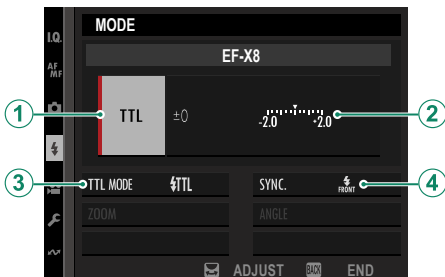 MODE
I.Q.
EF-X8
AF
MF
1
TTL
±0
-2.0
+2.0
2
3
TTL MODE
TTL
SYNC.
FRONT
4
ZOOM
ANGLE
ADJUST
BACK
END